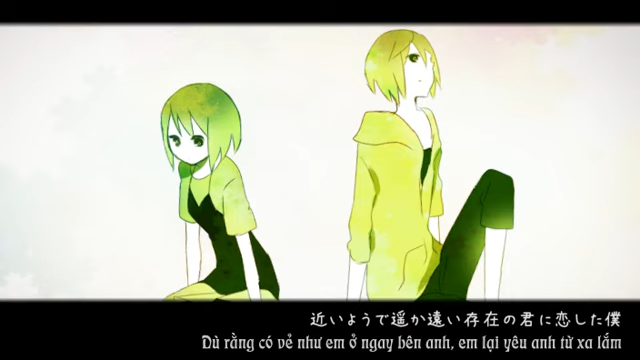 近いようで遥か遠い存在の君に恋した僕
Dù rằng có vẻ như em ở ngay bên anh, em lại yêu anh từ xa lắm